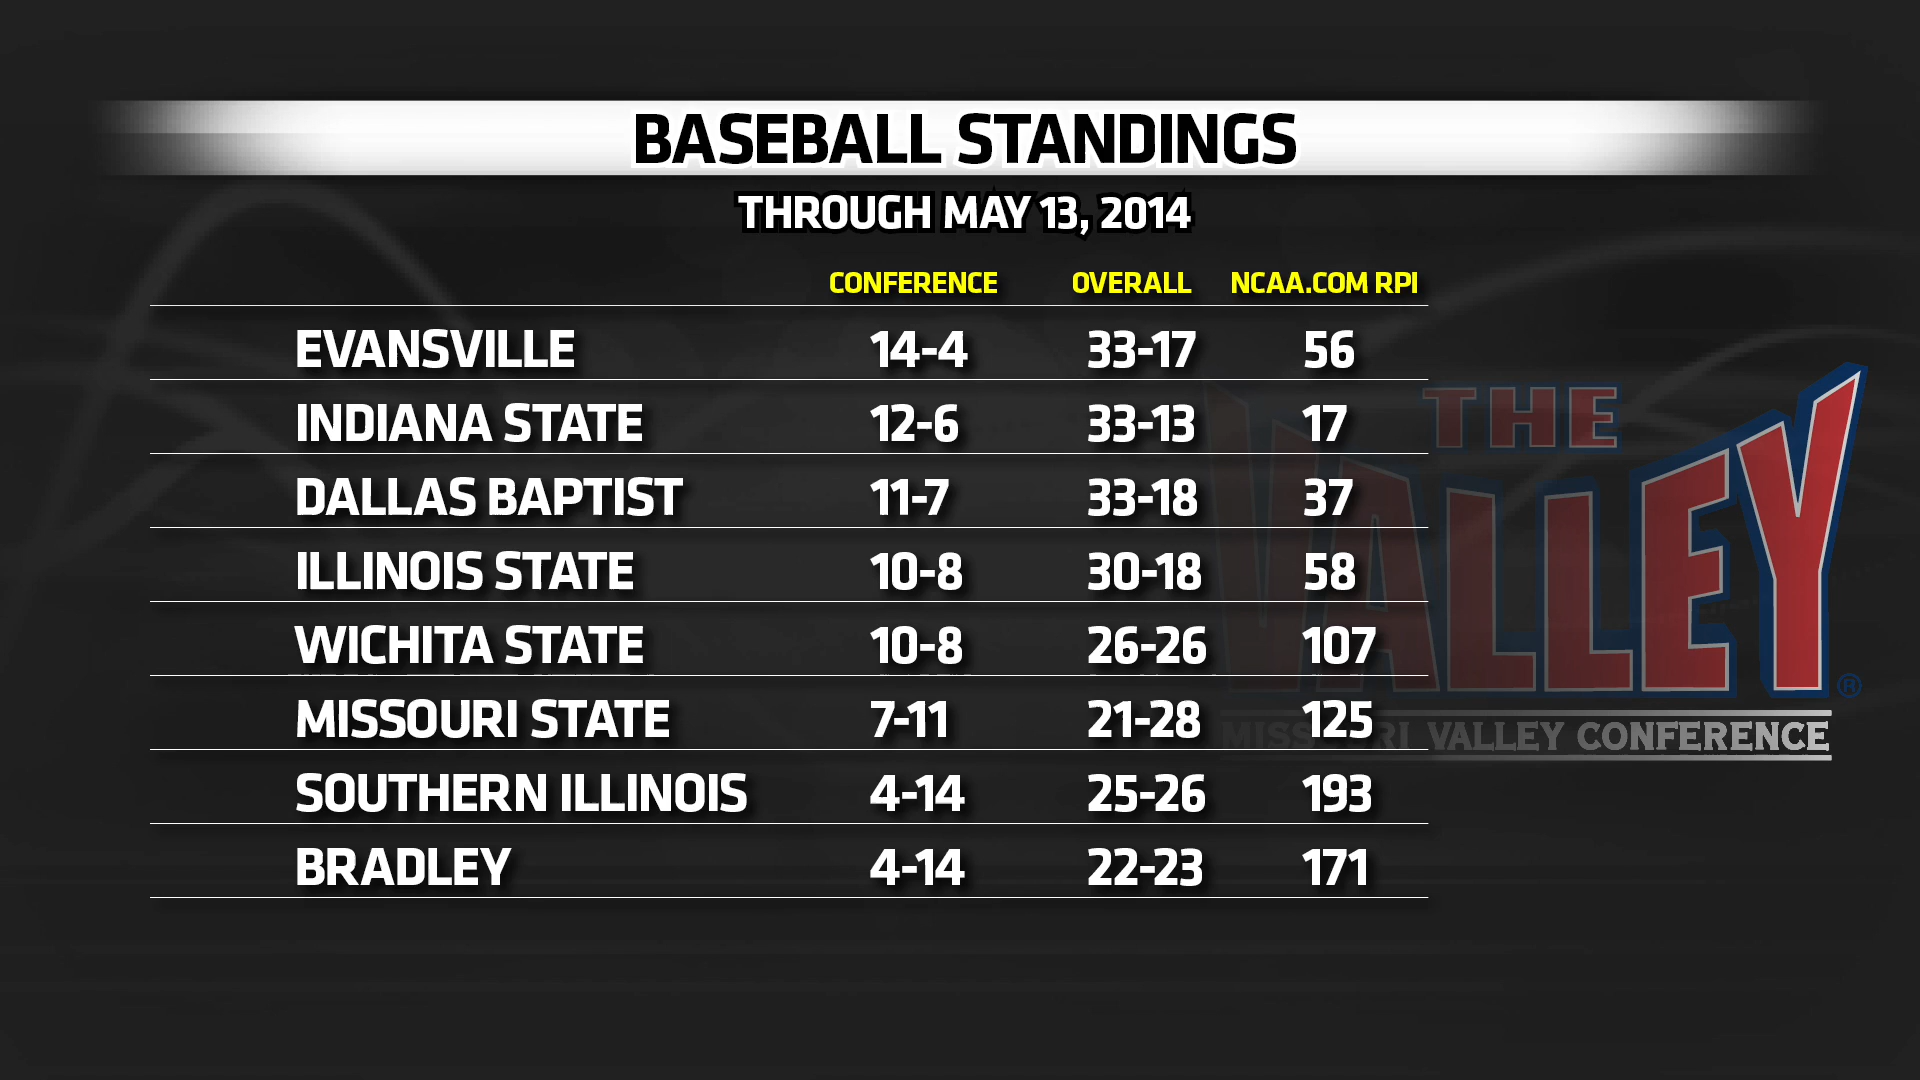 BASEBALL STANDINGS
THROUGH MAY 13, 2014
CONFERENCE OVERALL NCAA.COM RPI
EVANSVILLE 14-4 33-17 56
INDIANA STATE 12-6 33-13 17
DALLAS BAPTIST 11-7 33-18 37
ILLINOIS STATE 10-8 30-18 58
WICHITA STATE 10-8 26-26 107
MISSOURI STATE 7-11 21-28 125
SOUTHERN ILLINOIS 4-14 25-26 193
BRADLEY 4-14 22-23 171
THE
VALLEY ®
MISSOURI VALLEY CONFERENCE